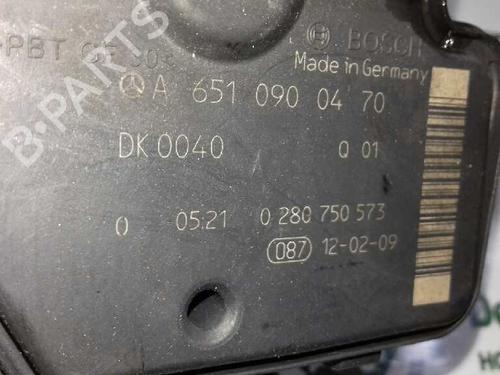 PBT GF 30
BOSCH
Made in Germany
A 651 090 04 70
DK 0040 Q 01
0 05:21 0 280 750 573
087 12-02-09
B-PARTS